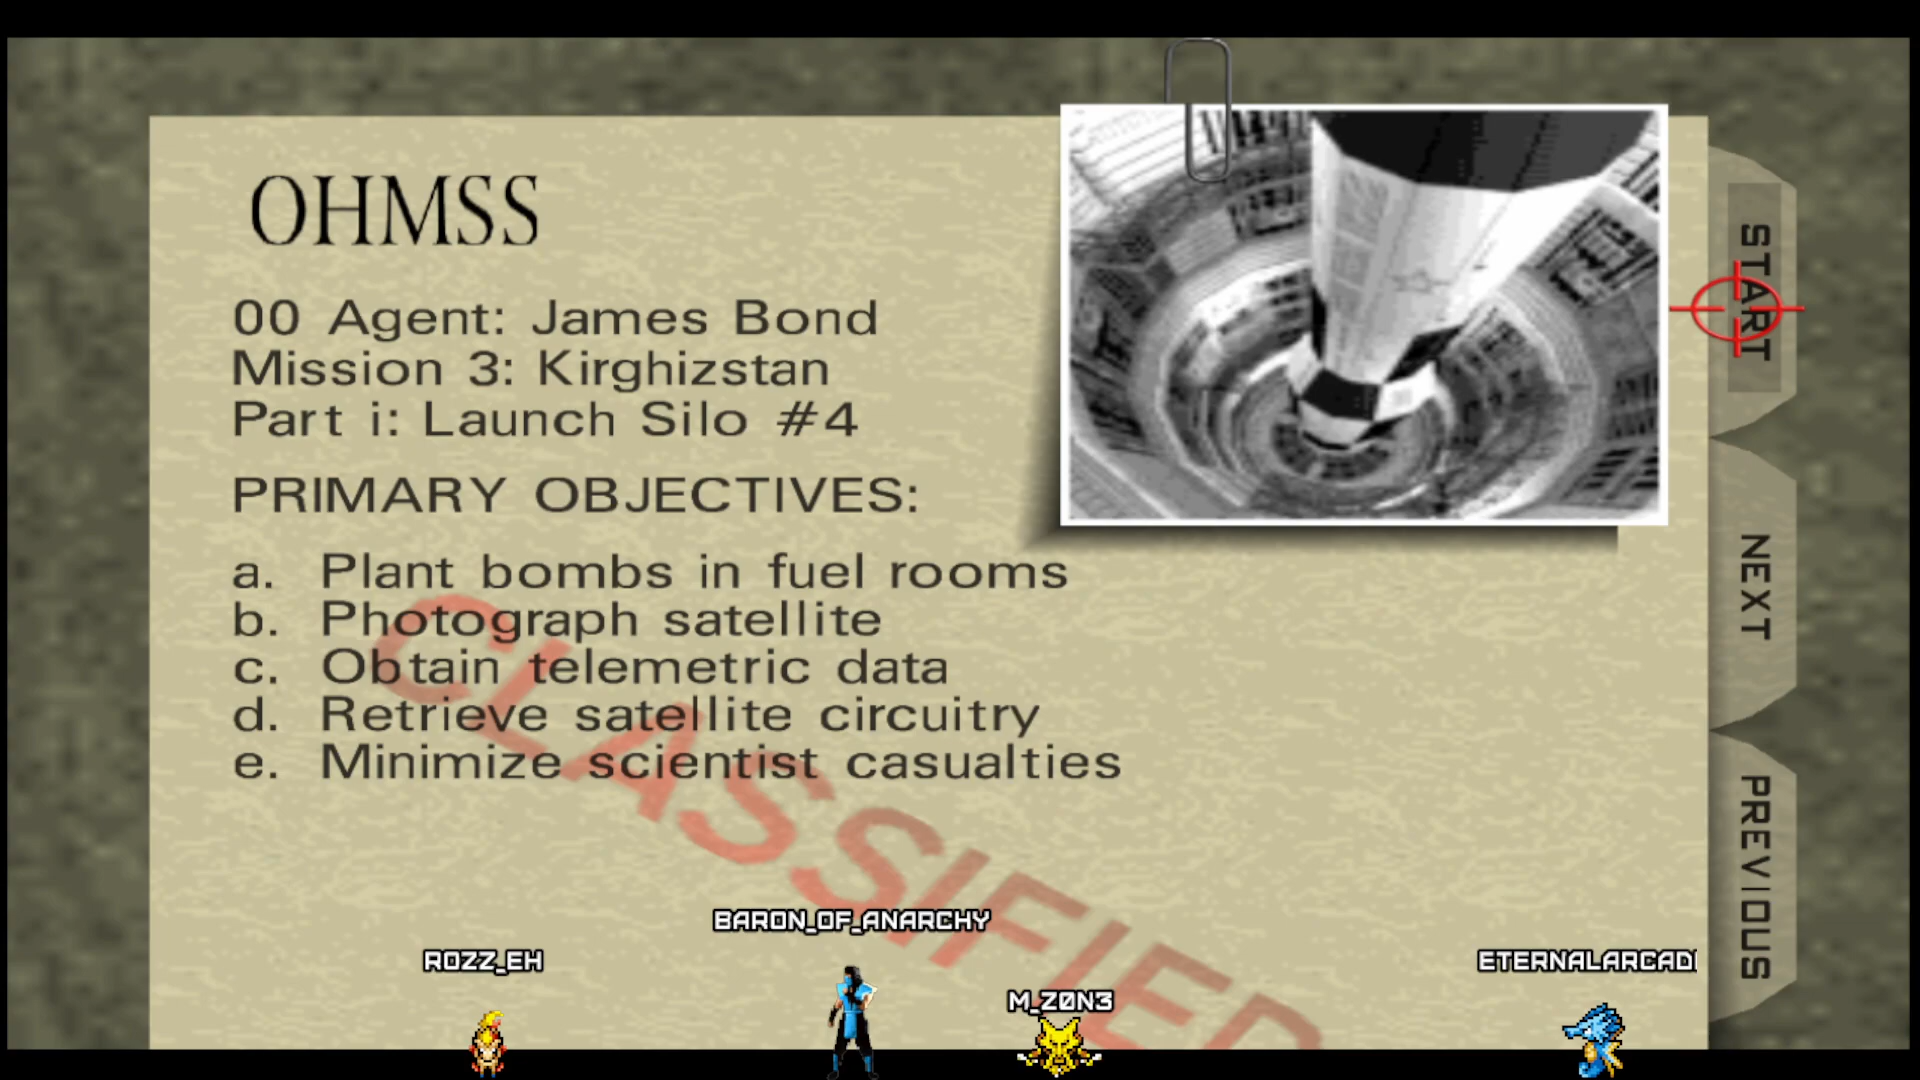 OHMSS
00 Agent: James Bond
Mission 3: Kirghizstan
Part i: Launch Silo #4
PRIMARY OBJECTIVES:
a. Plant bombs in fuel rooms
b. Photograph satellite
c. Obtain telemetric data
d. Retrieve satellite circuitry
e. Minimize scientist casualties
CLASSIFIED
START
NEXT
PREVIOUS
BARON_OF_ANARCHY
ROZZ_EH
ETERNALARCADI
M_Z0N3